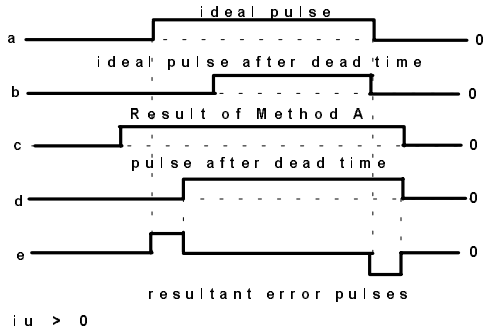 ideal pulse
a 0
ideal pulse after dead time
b 0
Result of Method A
c 0
pulse after dead time
d 0
e 0
resultant error pulses
iu > 0